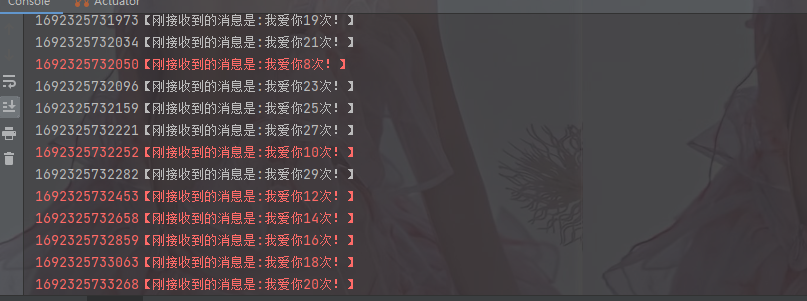 Console Actuator
1692325731973【刚接收到的消息是:我爱你19次!】
1692325732034【刚接收到的消息是:我爱你21次!】
1692325732050【刚接收到的消息是:我爱你8次!】
1692325732096【刚接收到的消息是:我爱你23次!】
1692325732159【刚接收到的消息是:我爱你25次!】
1692325732221【刚接收到的消息是:我爱你27次!】
1692325732252【刚接收到的消息是:我爱你10次!】
1692325732282【刚接收到的消息是:我爱你29次!】
1692325732453【刚接收到的消息是:我爱你12次!】
1692325732658【刚接收到的消息是:我爱你14次!】
1692325732859【刚接收到的消息是:我爱你16次!】
1692325733063【刚接收到的消息是:我爱你18次!】
1692325733268【刚接收到的消息是:我爱你20次!】